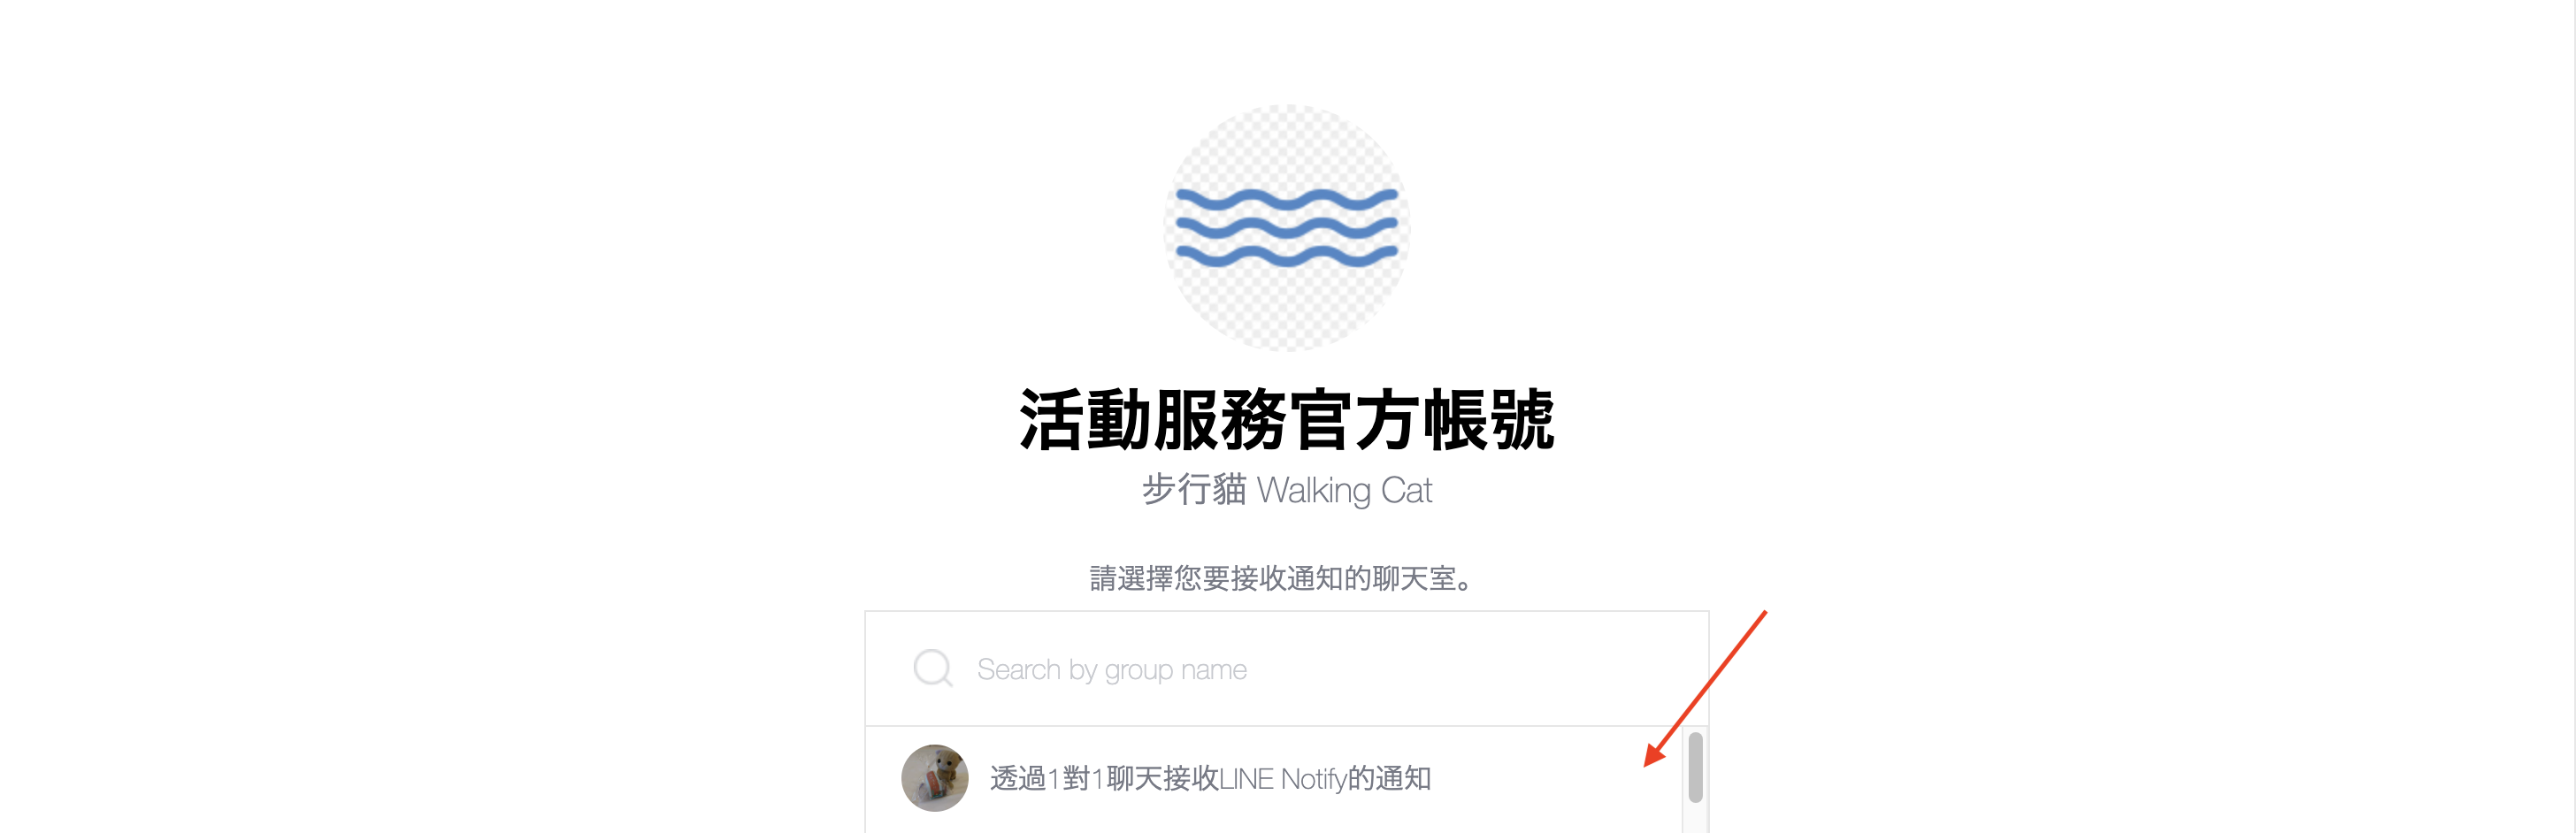 活動服務官方帳號
步行貓 Walking Cat
請選擇您要接收通知的聊天室。
Search by group name
透過1對1聊天接收LINE Notify的通知